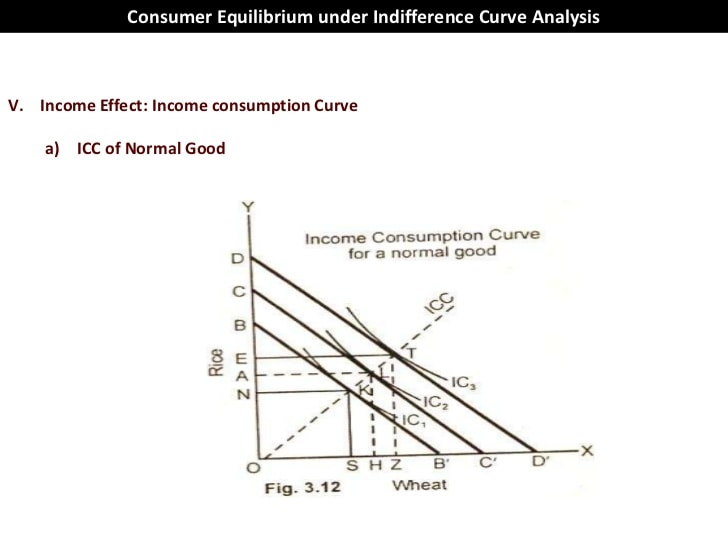 Consumer Equilibrium under Indifference Curve Analysis
V. Income Effect: Income consumption Curve
a) ICC of Normal Good
Y
Income Consumption Curve
for a normal good
D
C
ICC
B
T
E
Rice
A
L
IC₃
N
K
IC₂
IC₁
X
O
S H Z B' C' D'
Fig. 3.12
Wheat